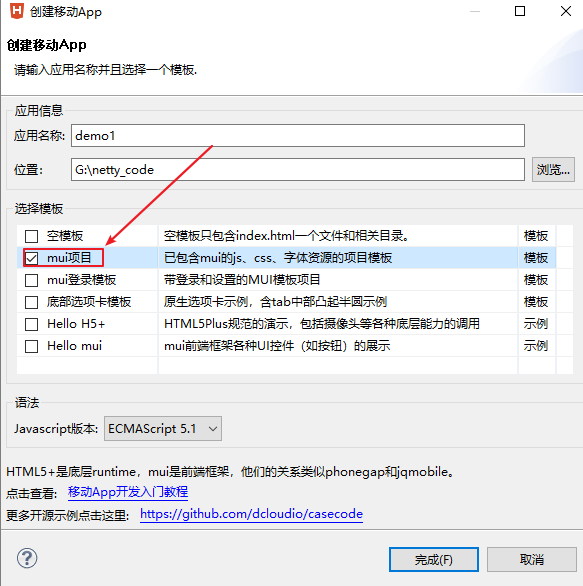 创建移动App
创建移动App
请输入应用名称并且选择一个模板.
应用信息
应用名称: demo1
位置: G:\netty_code 浏览...
选择模板
空模板 空模板只包含index.html一个文件和相关目录。 模板
mui项目 已包含mui的js、css、字体资源的项目模板 模板
mui登录模板 带登录和设置的MUI模板项目 模板
底部选项卡模板 原生选项卡示例，含tab中部凸起半圆示例 模板
Hello H5+ HTML5Plus规范的演示，包括摄像头等各种底层能力的调用 示例
Hello mui mui前端框架各种UI控件（如按钮）的展示 示例
语法
Javascript版本: ECMAScript 5.1
HTML5+是底层runtime，mui是前端框架，他们的关系类似phonegap和jqmobile。
点击查看: 移动App开发入门教程
更多开源示例点击这里: https://github.com/dcloudio/casecode
? 完成(F) 取消